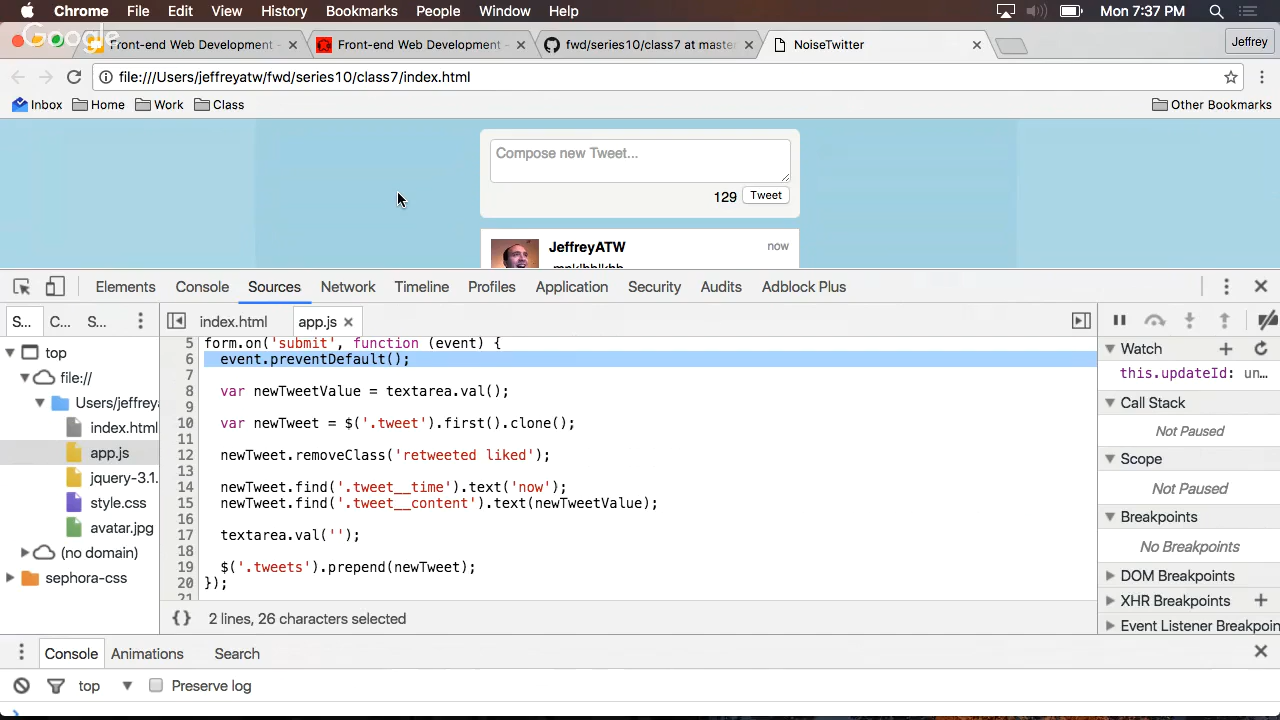 Chrome File Edit View History Bookmarks People Window Help Mon 7:37 PM
Google
Front-end Web Development - Front-end Web Development - fwd/series10/class7 at master NoiseTwitter Jeffrey
file:///Users/jeffreyatw/fwd/series10/class7/index.html
Inbox Home Work Class Other Bookmarks
Compose new Tweet...
129 Tweet
JeffreyATW now
Elements Console Sources Network Timeline Profiles Application Security Audits Adblock Plus
S... C... S... index.html app.js
top
file://
Users/jeffrey
index.html
app.js
jquery-3.1.
style.css
avatar.jpg
(no domain)
sephora-css
5 form.on('submit', function (event) {
6 event.preventDefault();
7
8 var newTweetValue = textarea.val();
9
10 var newTweet = $('.tweet').first().clone();
11
12 newTweet.removeClass('retweeted liked');
13
14 newTweet.find('.tweet__time').text('now');
15 newTweet.find('.tweet__content').text(newTweetValue);
16
17 textarea.val('');
18
19 $('.tweets').prepend(newTweet);
20 });
21
{} 2 lines, 26 characters selected
Watch
this.updateId: un...
Call Stack
Not Paused
Scope
Not Paused
Breakpoints
No Breakpoints
DOM Breakpoints
XHR Breakpoints
Event Listener Breakpoin
Console Animations Search
top Preserve log